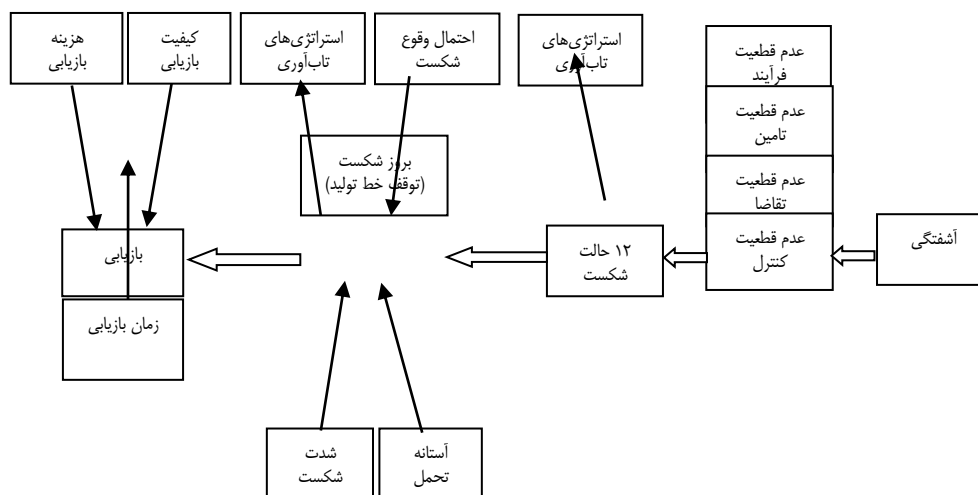 هزینه
بازیابی
کیفیت
بازیابی
استراتژی‌های
تاب‌آوری
احتمال وقوع
شکست
استراتژی‌های
تاب‌آوری
عدم قطعیت
فرآیند
عدم قطعیت
تامین
عدم قطعیت
تقاضا
عدم قطعیت
کنترل
آشفتگی
۱۲ حالت
شکست
بروز شکست
(توقف خط تولید)
بازیابی
زمان بازیابی
شدت
شکست
آستانه
تحمل